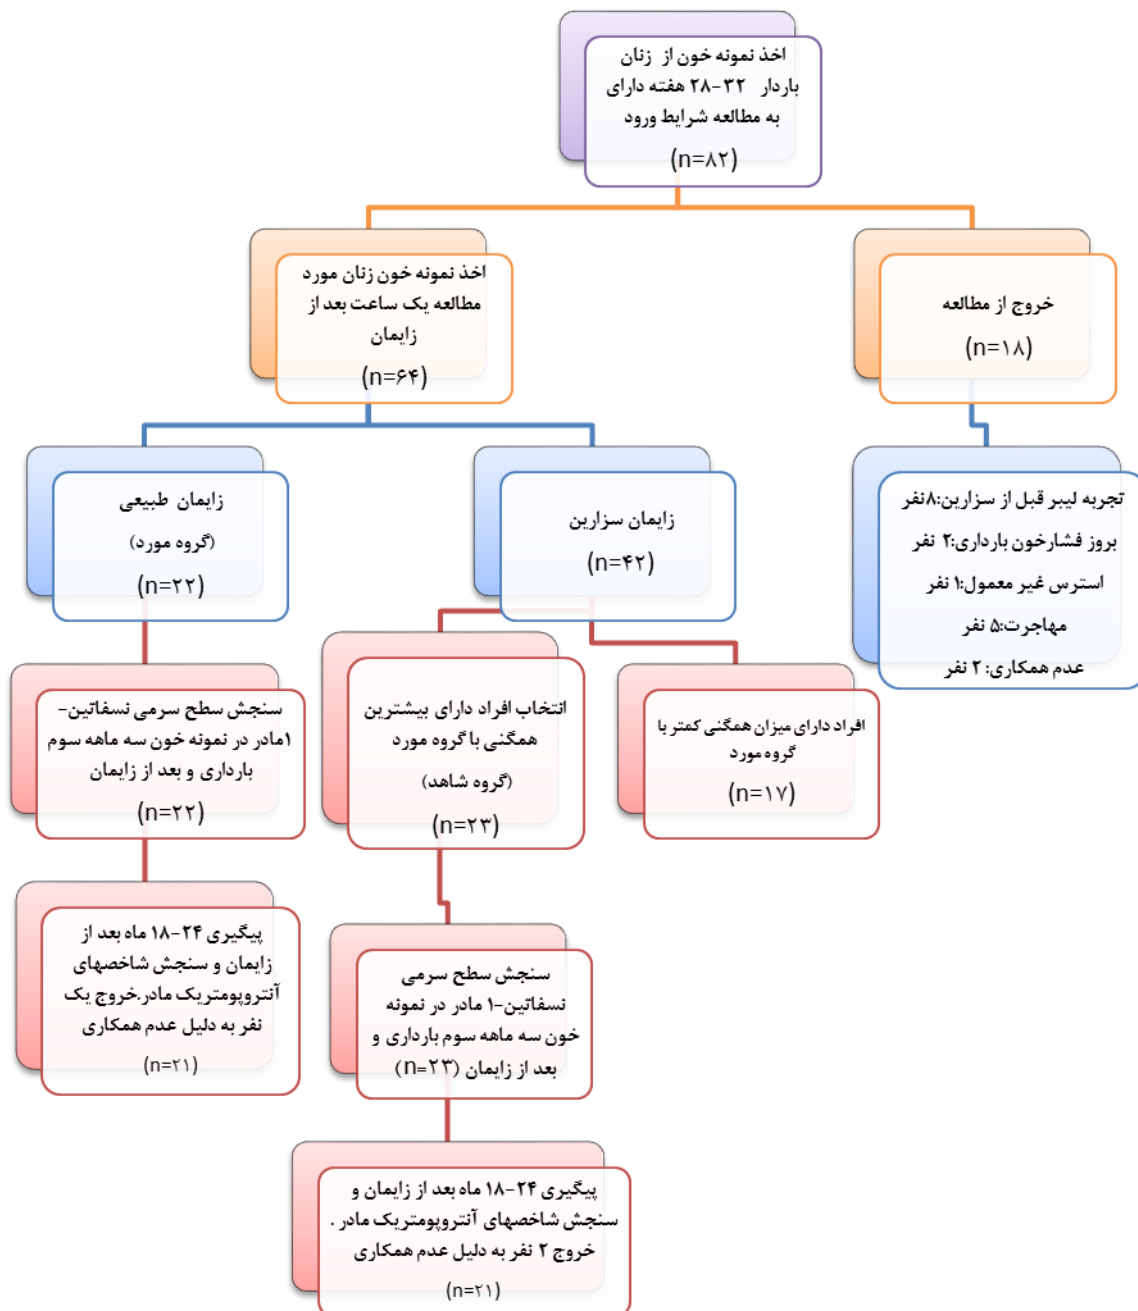 اخذ نمونه خون از زنان
باردار ۳۲-۲۸ هفته دارای
به مطالعه شرایط ورود
(n=۸۲)
اخذ نمونه خون زنان مورد
مطالعه یک ساعت بعد از
زایمان
(n=۶۴)
خروج از مطالعه
(n=۱۸)
زایمان طبیعی
(گروه مورد)
(n=۲۲)
زایمان سزارین
(n=۴۲)
تجربه لیبر قبل از سزارین:۸نفر
بروز فشارخون بارداری:۲ نفر
استرس غیر معمول:۱ نفر
مهاجرت:۵ نفر
عدم همکاری: ۲ نفر
سنجش سطح سرمی نسفاتین-
۱مادر در نمونه خون سه ماهه سوم
بارداری و بعد از زایمان
(n=۲۲)
انتخاب افراد دارای بیشترین
همگنی با گروه مورد
(گروه شاهد)
(n=۲۳)
افراد دارای میزان همگنی کمتر با
گروه مورد
(n=۱۷)
پیگیری ۲۴-۱۸ ماه بعد از
زایمان و سنجش شاخصهای
آنتروپومتریک مادر.خروج یک
نفر به دلیل عدم همکاری
(n=۲۱)
سنجش سطح سرمی
نسفاتین-۱ مادر در نمونه
خون سه ماهه سوم بارداری و
بعد از زایمان (n=۲۳)
پیگیری ۲۴-۱۸ ماه بعد از زایمان و
سنجش شاخصهای آنتروپومتریک مادر .
خروج ۲ نفر به دلیل عدم همکاری
(n=۲۱)